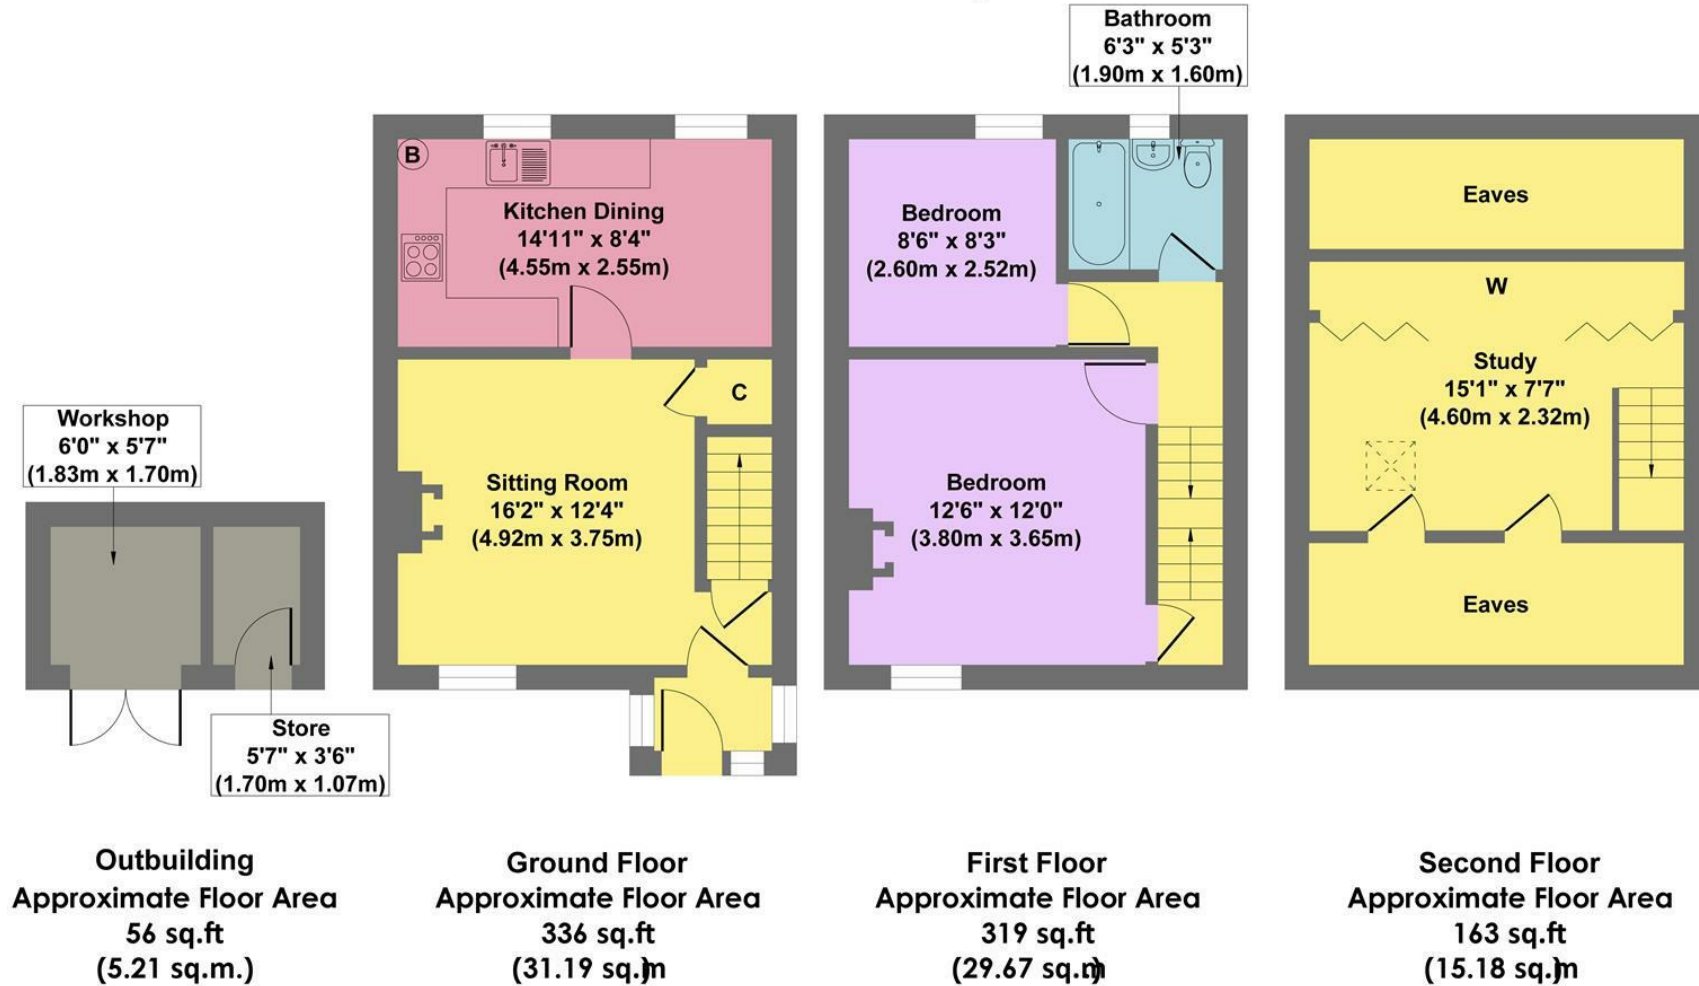 Bathroom
6'3" x 5'3"
(1.90m x 1.60m)
B
Kitchen Dining
14'11" x 8'4"
(4.55m x 2.55m)
Bedroom
8'6" x 8'3"
(2.60m x 2.52m)
Eaves
W
Study
15'1" x 7'7"
(4.60m x 2.32m)
C
Workshop
6'0" x 5'7"
(1.83m x 1.70m)
Sitting Room
16'2" x 12'4"
(4.92m x 3.75m)
Bedroom
12'6" x 12'0"
(3.80m x 3.65m)
Eaves
Store
5'7" x 3'6"
(1.70m x 1.07m)
Outbuilding
Approximate Floor Area
56 sq.ft
(5.21 sq.m.)
Ground Floor
Approximate Floor Area
336 sq.ft
(31.19 sq.m)
First Floor
Approximate Floor Area
319 sq.ft
(29.67 sq.m)
Second Floor
Approximate Floor Area
163 sq.ft
(15.18 sq.m)